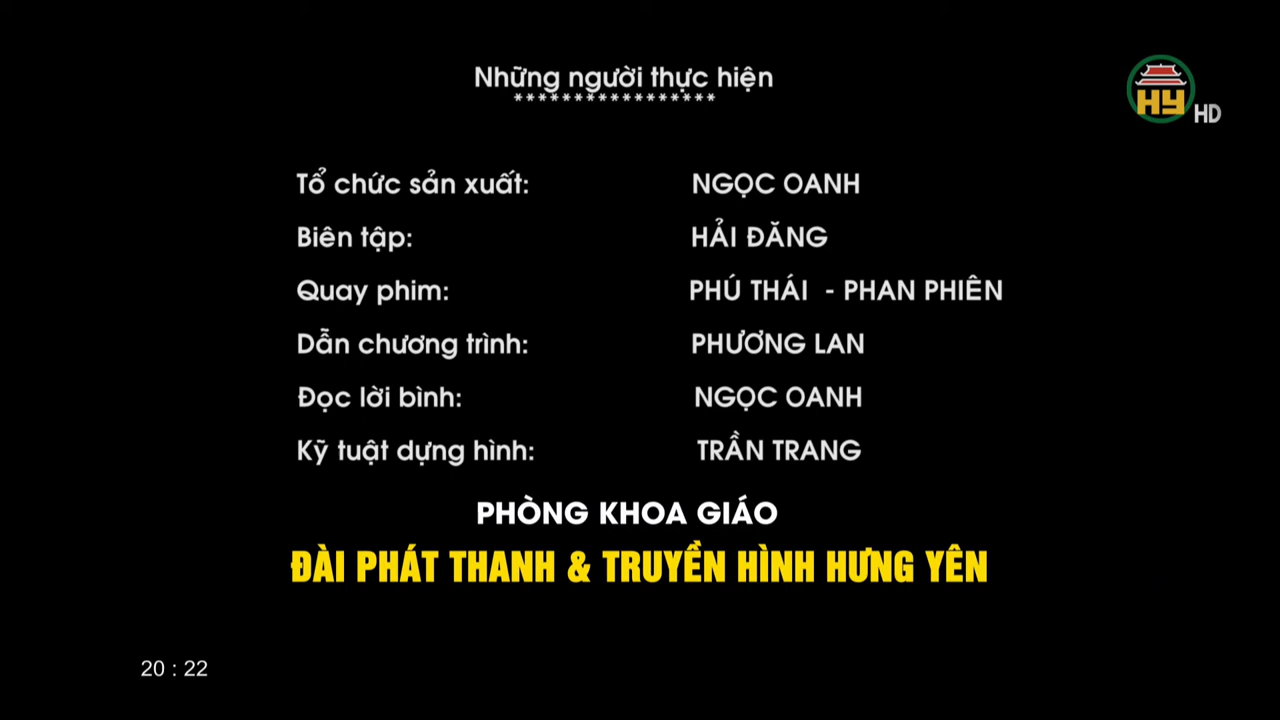 Những người thực hiện
*****************
HY HD
Tổ chức sản xuất: NGỌC OANH
Biên tập: HẢI ĐĂNG
Quay phim: PHÚ THÁI - PHAN PHIÊN
Dẫn chương trình: PHƯƠNG LAN
Đọc lời bình: NGỌC OANH
Kỹ tuật dựng hình: TRẦN TRANG
PHÒNG KHOA GIÁO
ĐÀI PHÁT THANH & TRUYỀN HÌNH HƯNG YÊN
20 : 22